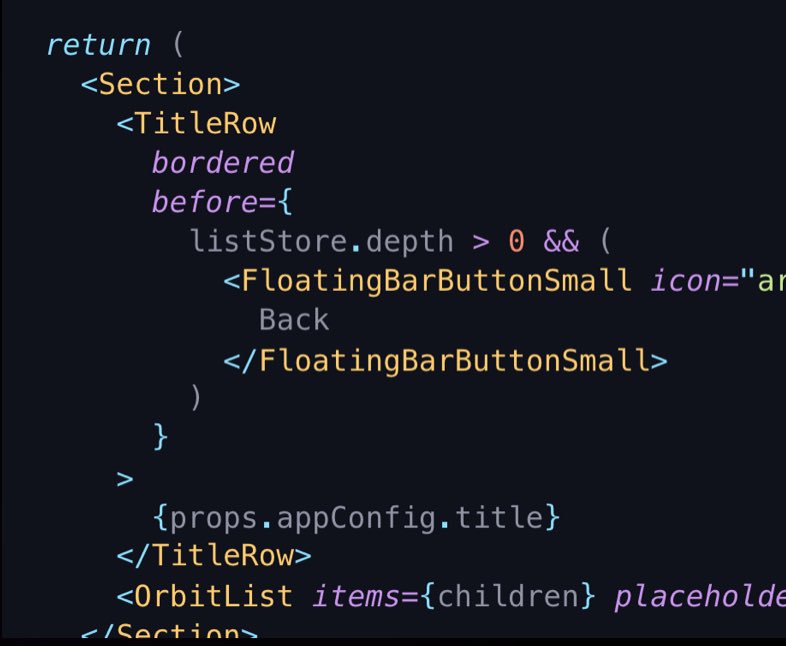 return (
<Section>
<TitleRow
bordered
before={
listStore.depth > 0 && (
<FloatingBarButtonSmall icon="ar
Back
</FloatingBarButtonSmall>
)
}
>
{props.appConfig.title}
</TitleRow>
<OrbitList items={children} placeholde
</Section>